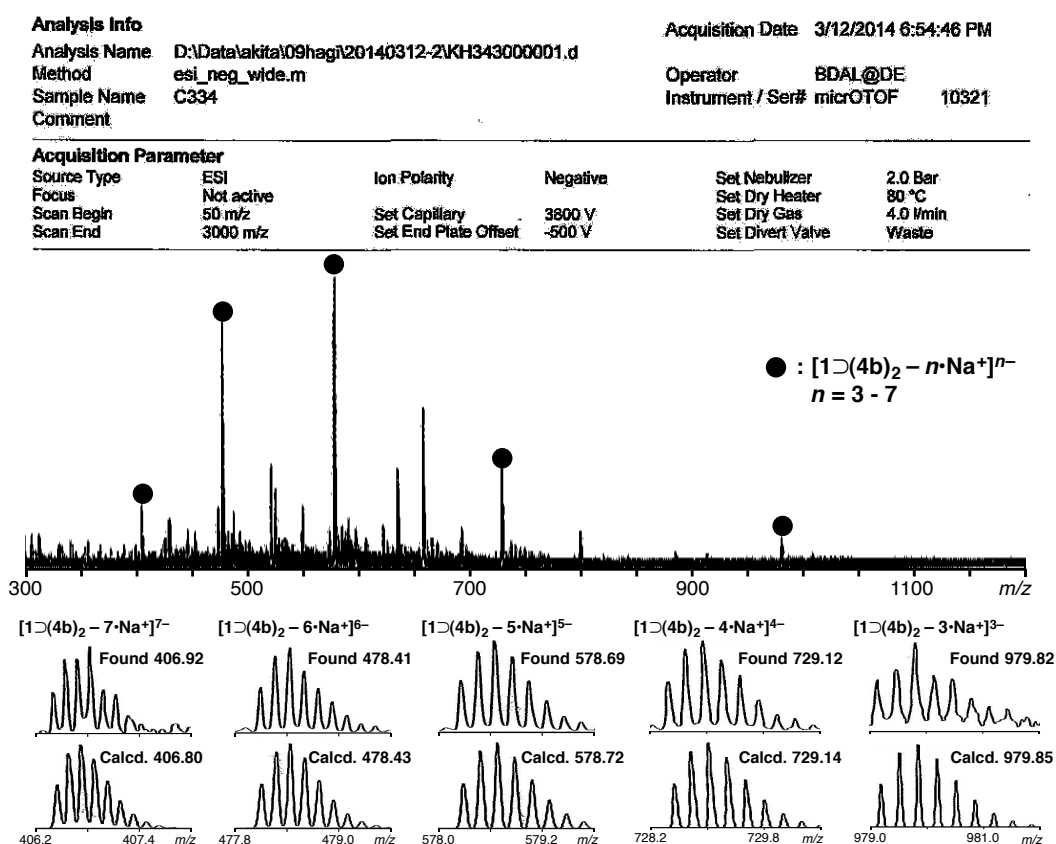 Analysis Info
Acquisition Date 3/12/2014 6:54:46 PM
Analysis Name D:\Data\akita\09hagi\20140312-2\KH343000001.d
Method esi_neg_wide.m Operator BDAL@DE
Sample Name C334 Instrument / Ser# micrOTOF 10321
Comment
Acquisition Parameter
Source Type ESI Ion Polarity Negative Set Nebulizer 2.0 Bar
Focus Not active Set Dry Heater 80 °C
Scan Begin 50 m/z Set Capillary 3800 V Set Dry Gas 4.0 l/min
Scan End 3000 m/z Set End Plate Offset -500 V Set Divert Valve Waste
● : [1⊃(4b)₂ – n•Na⁺]ⁿ⁻
n = 3 - 7
300 500 700 900 1100 m/z
[1⊃(4b)₂ – 7•Na⁺]⁷⁻ [1⊃(4b)₂ – 6•Na⁺]⁶⁻ [1⊃(4b)₂ – 5•Na⁺]⁵⁻ [1⊃(4b)₂ – 4•Na⁺]⁴⁻ [1⊃(4b)₂ – 3•Na⁺]³⁻
Found 406.92 Found 478.41 Found 578.69 Found 729.12 Found 979.82
Calcd. 406.80 Calcd. 478.43 Calcd. 578.72 Calcd. 729.14 Calcd. 979.85
406.2 407.4 m/z 477.8 479.0 m/z 578.0 579.2 m/z 728.2 729.8 m/z 979.0 981.0 m/z